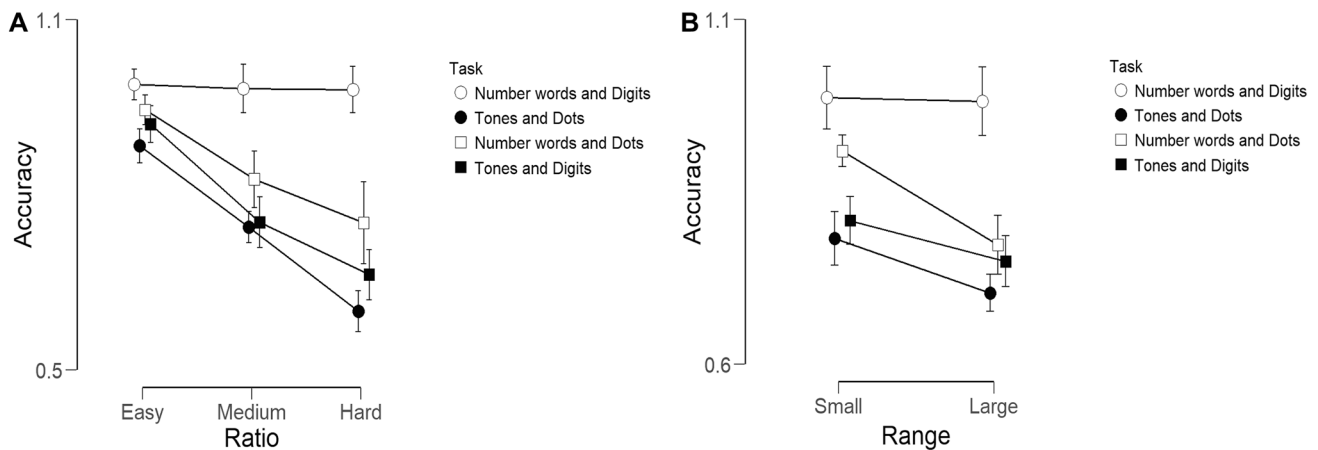 A
1.1
0.5
Accuracy
Easy Medium Hard
Ratio
Task
Number words and Digits
Tones and Dots
Number words and Dots
Tones and Digits
B
1.1
0.6
Accuracy
Small Large
Range
Task
Number words and Digits
Tones and Dots
Number words and Dots
Tones and Digits